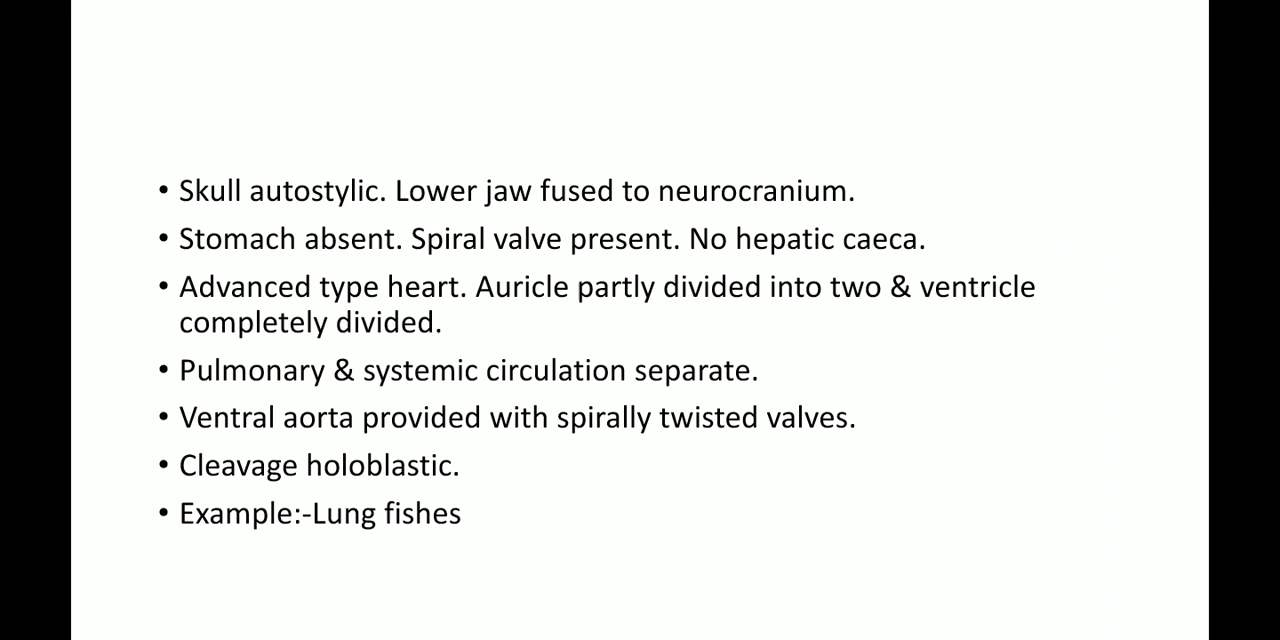 • Skull autostylic. Lower jaw fused to neurocranium.
• Stomach absent. Spiral valve present. No hepatic caeca.
• Advanced type heart. Auricle partly divided into two & ventricle
completely divided.
• Pulmonary & systemic circulation separate.
• Ventral aorta provided with spirally twisted valves.
• Cleavage holoblastic.
• Example:-Lung fishes